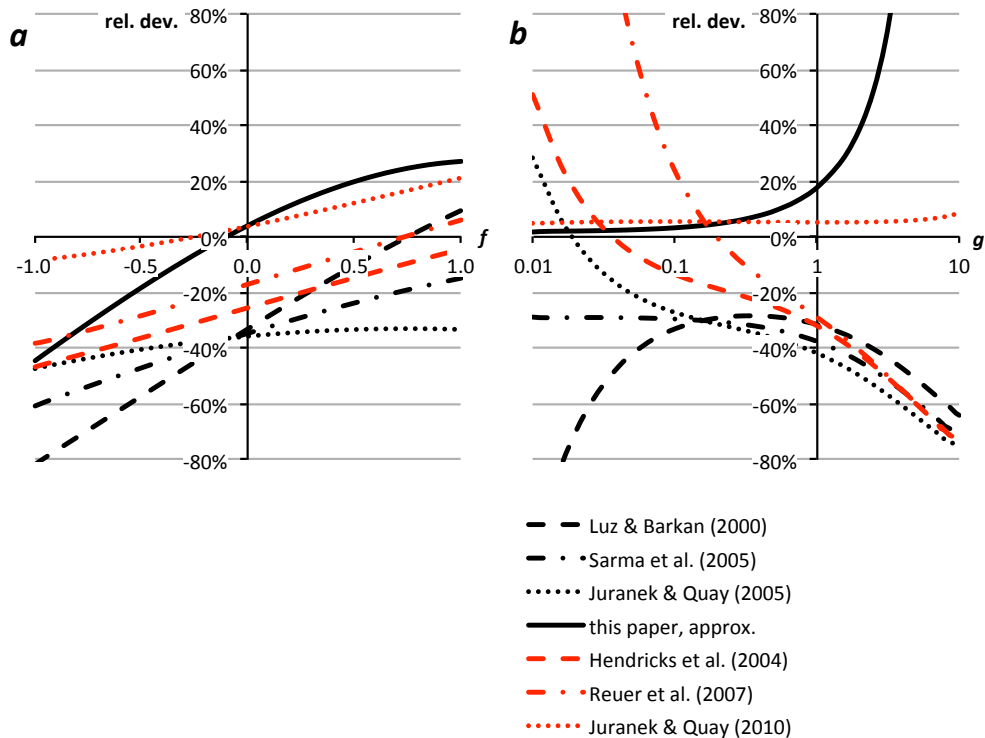 a
rel. dev.
80%
60%
40%
20%
0%
-20%
-40%
-60%
-80%
-1.0
-0.5
0.0
0.5
1.0
f
b
rel. dev.
80%
60%
40%
20%
0%
-20%
-40%
-60%
-80%
0.01
0.1
1
10
g
Luz & Barkan (2000)
Sarma et al. (2005)
Juranek & Quay (2005)
this paper, approx.
Hendricks et al. (2004)
Reuer et al. (2007)
Juranek & Quay (2010)